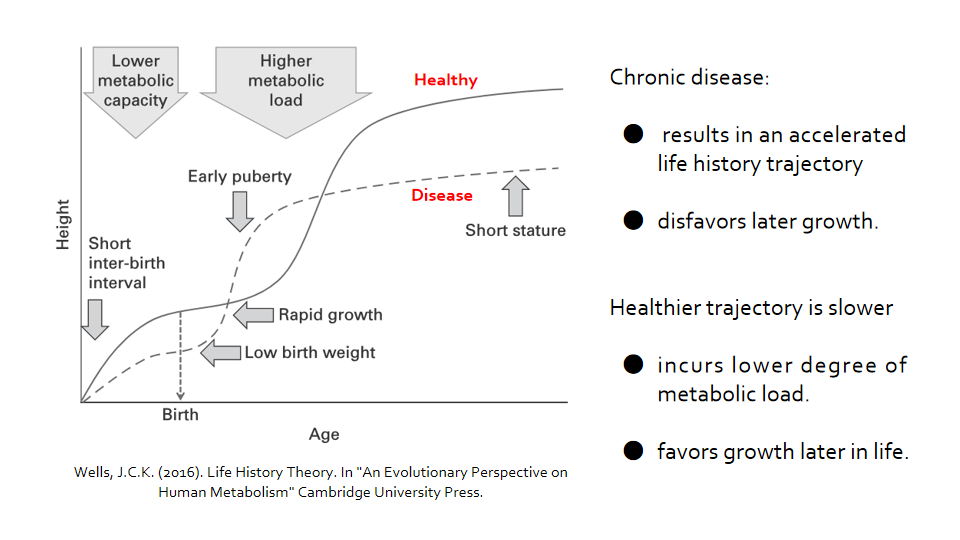 Lower
metabolic
capacity
Higher
metabolic
load
Healthy
Early puberty
Disease
Short stature
Height
Short
inter-birth
interval
Rapid growth
Low birth weight
Birth
Age
Wells, J.C.K. (2016). Life History Theory. In "An Evolutionary Perspective on
Human Metabolism" Cambridge University Press.
Chronic disease:
● results in an accelerated
life history trajectory
● disfavors later growth.
Healthier trajectory is slower
● incurs lower degree of
metabolic load.
● favors growth later in life.